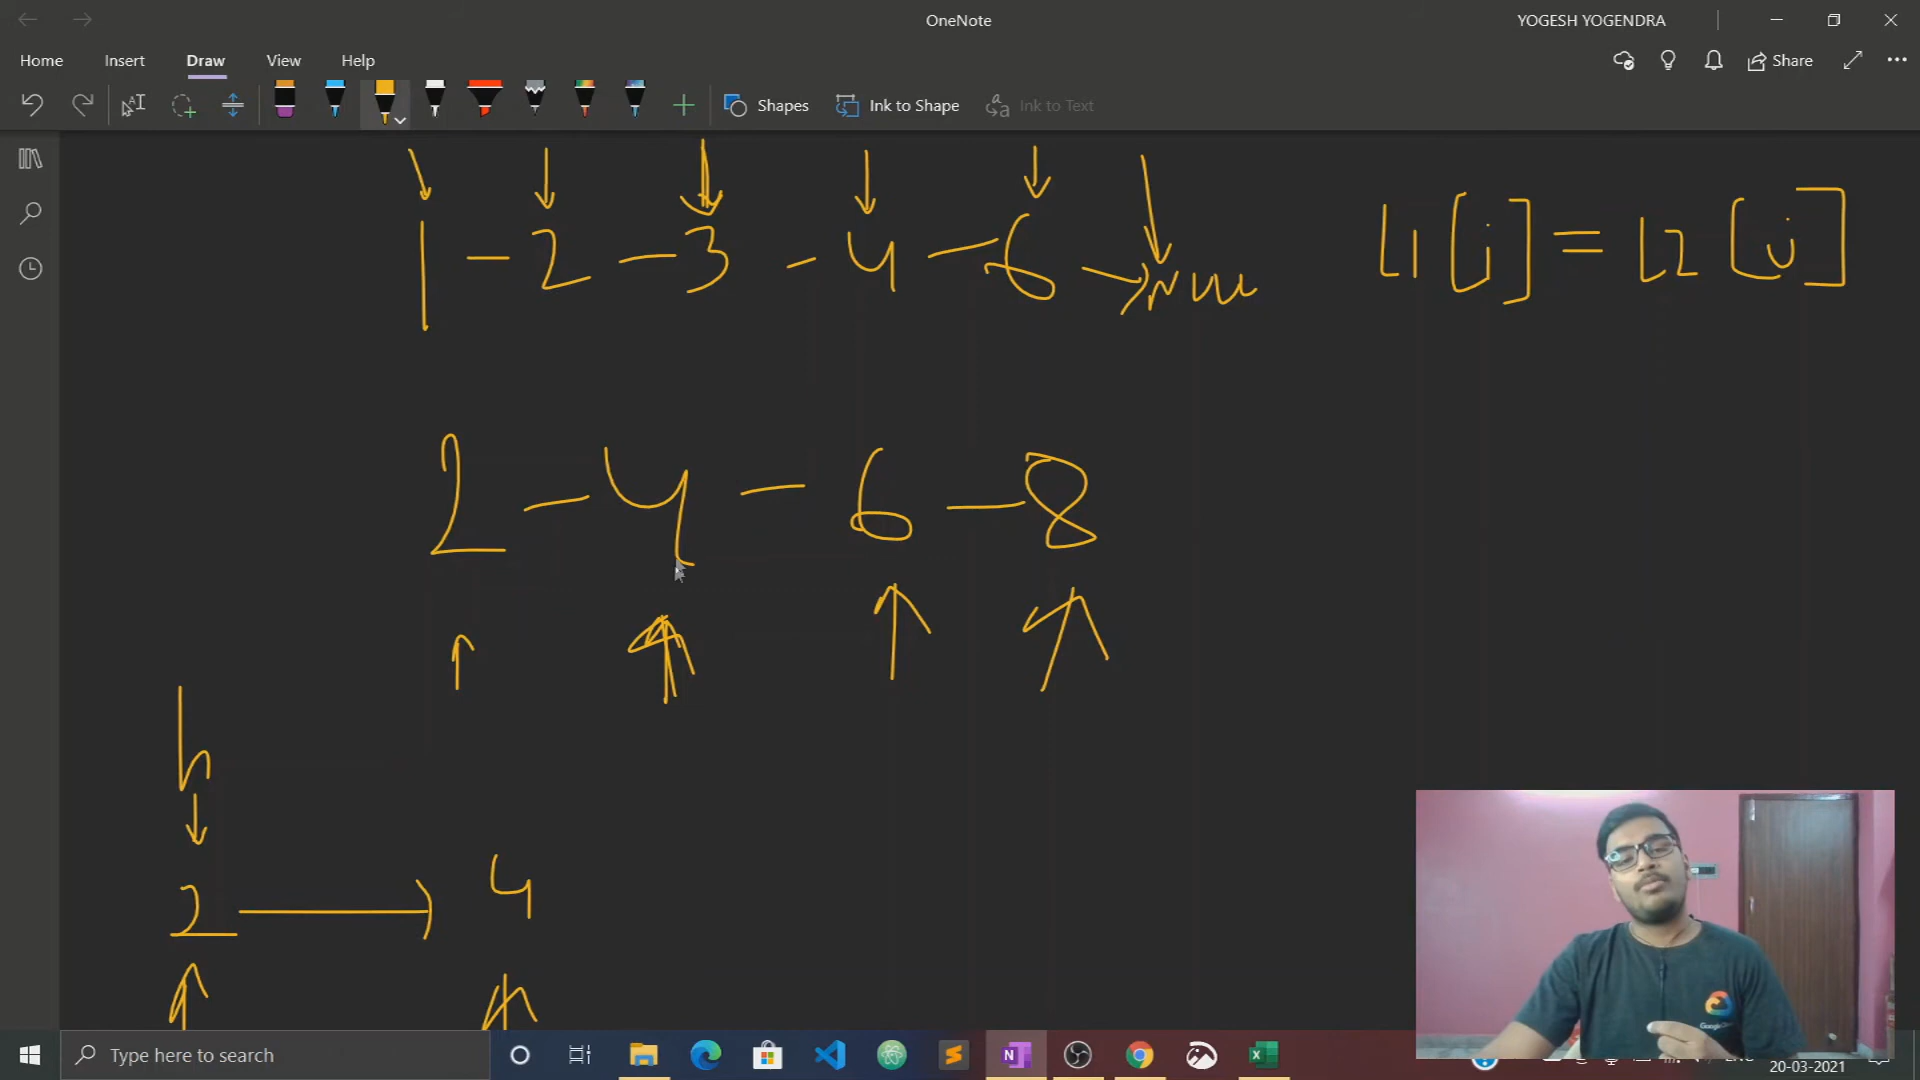 OneNote
YOGESH YOGENDRA
Home Insert Draw View Help
Share
Shapes Ink to Shape Ink to Text
1 - 2 - 3 - 4 - 6 → Null
L1[i] = L2[j]
2 - 4 - 6 - 8
h
2 → 4
Type here to search
20-03-2021